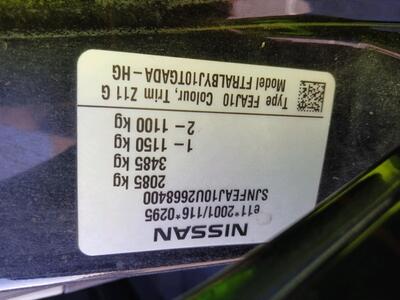 NISSAN
e11*2001/116*0295
SJNFEAJ10U2668400
2085 kg
3485 kg
1– 1150 kg
2– 1100 kg
Type FEAJ10 Colour, Trim Z11 G
Model FTRALBYJ10TGADA-HG